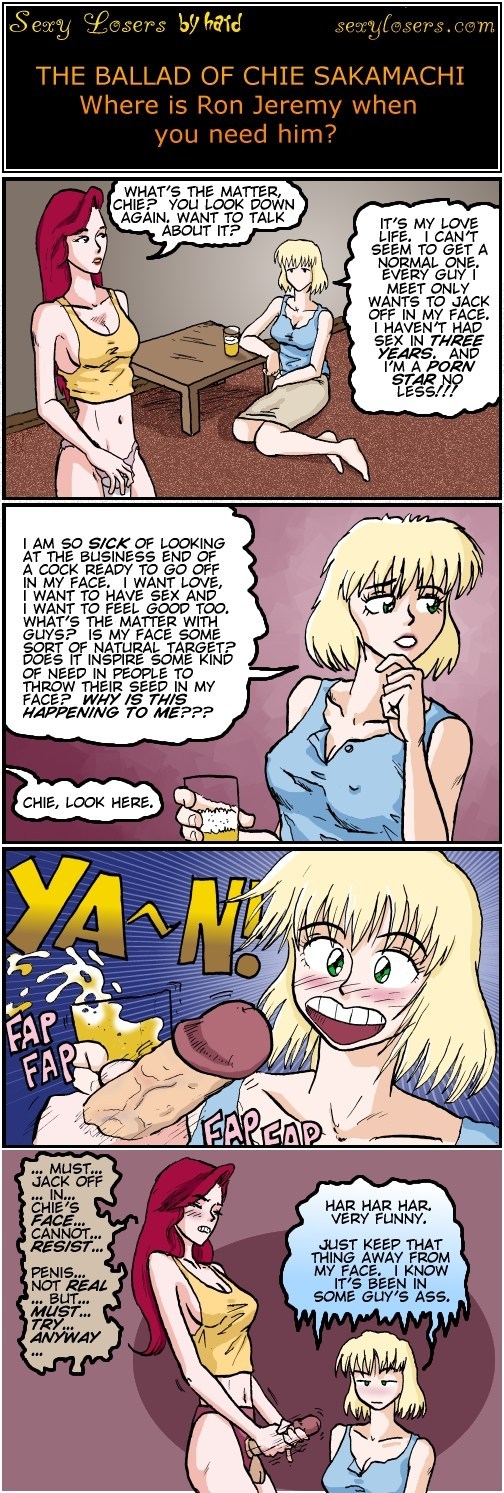 Sexy Losers by hard
sexylosers.com
THE BALLAD OF CHIE SAKAMACHI
Where is Ron Jeremy when
you need him?
WHAT'S THE MATTER,
CHIE? YOU LOOK DOWN
AGAIN. WANT TO TALK
ABOUT IT?
IT'S MY LOVE
LIFE. I CAN'T
SEEM TO GET A
NORMAL ONE.
EVERY GUY I
MEET ONLY
WANTS TO JACK
OFF IN MY FACE.
I HAVEN'T HAD
SEX IN THREE
YEARS. AND
I'M A PORN
STAR NO
LESS!!!
I AM SO SICK OF LOOKING
AT THE BUSINESS END OF
A COCK READY TO GO OFF
IN MY FACE. I WANT LOVE,
I WANT TO HAVE SEX AND
I WANT TO FEEL GOOD TOO.
WHAT'S THE MATTER WITH
GUYS? IS MY FACE SOME
SORT OF NATURAL TARGET?
DOES IT INSPIRE SOME KIND
OF NEED IN PEOPLE TO
THROW THEIR SEED IN MY
FACE? WHY IS THIS
HAPPENING TO ME???
CHIE, LOOK HERE.
YA~N!
FAP
FAP
FAP FAP
... MUST...
JACK OFF
... IN...
CHIE'S
FACE...
CANNOT...
RESIST...
PENIS...
NOT REAL
... BUT...
MUST...
TRY...
ANYWAY
...
HAR HAR HAR.
VERY FUNNY.
JUST KEEP THAT
THING AWAY FROM
MY FACE. I KNOW
IT'S BEEN IN
SOME GUY'S ASS.